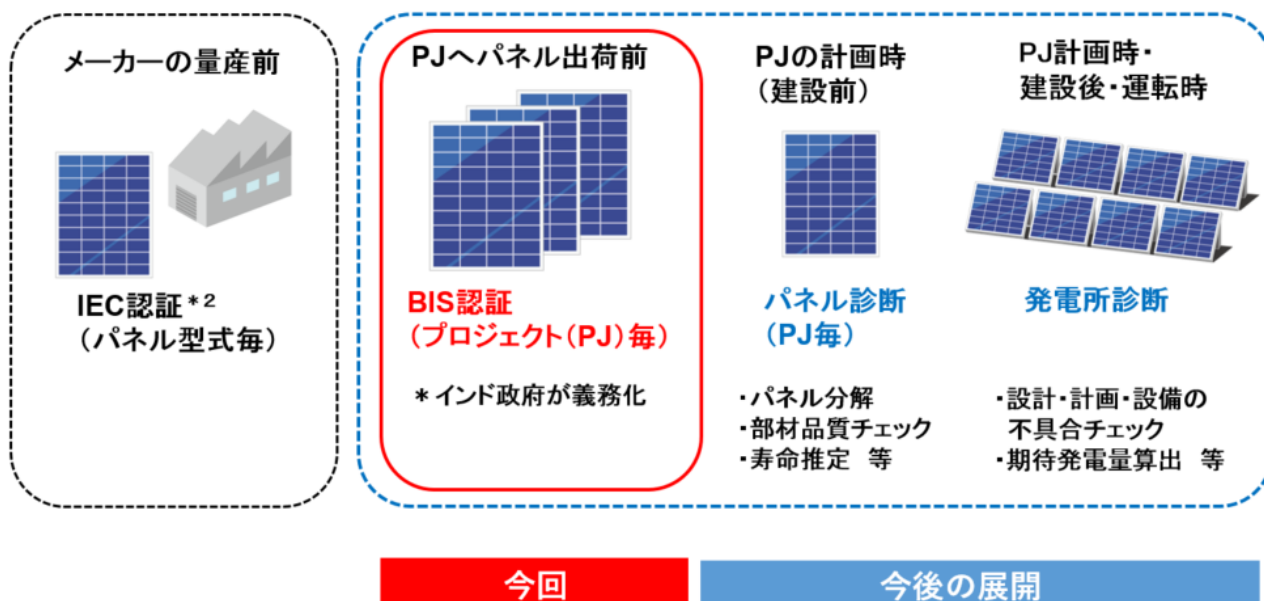 メーカーの量産前
IEC認証*2
(パネル型式毎)
PJへパネル出荷前
BIS認証
(プロジェクト(PJ)毎)
*インド政府が義務化
PJの計画時
(建設前)
パネル診断
(PJ毎)
・パネル分解
・部材品質チェック
・寿命推定 等
PJ計画時・
建設後・運転時
発電所診断
・設計・計画・設備の
不具合チェック
・期待発電量算出 等
今回
今後の展開